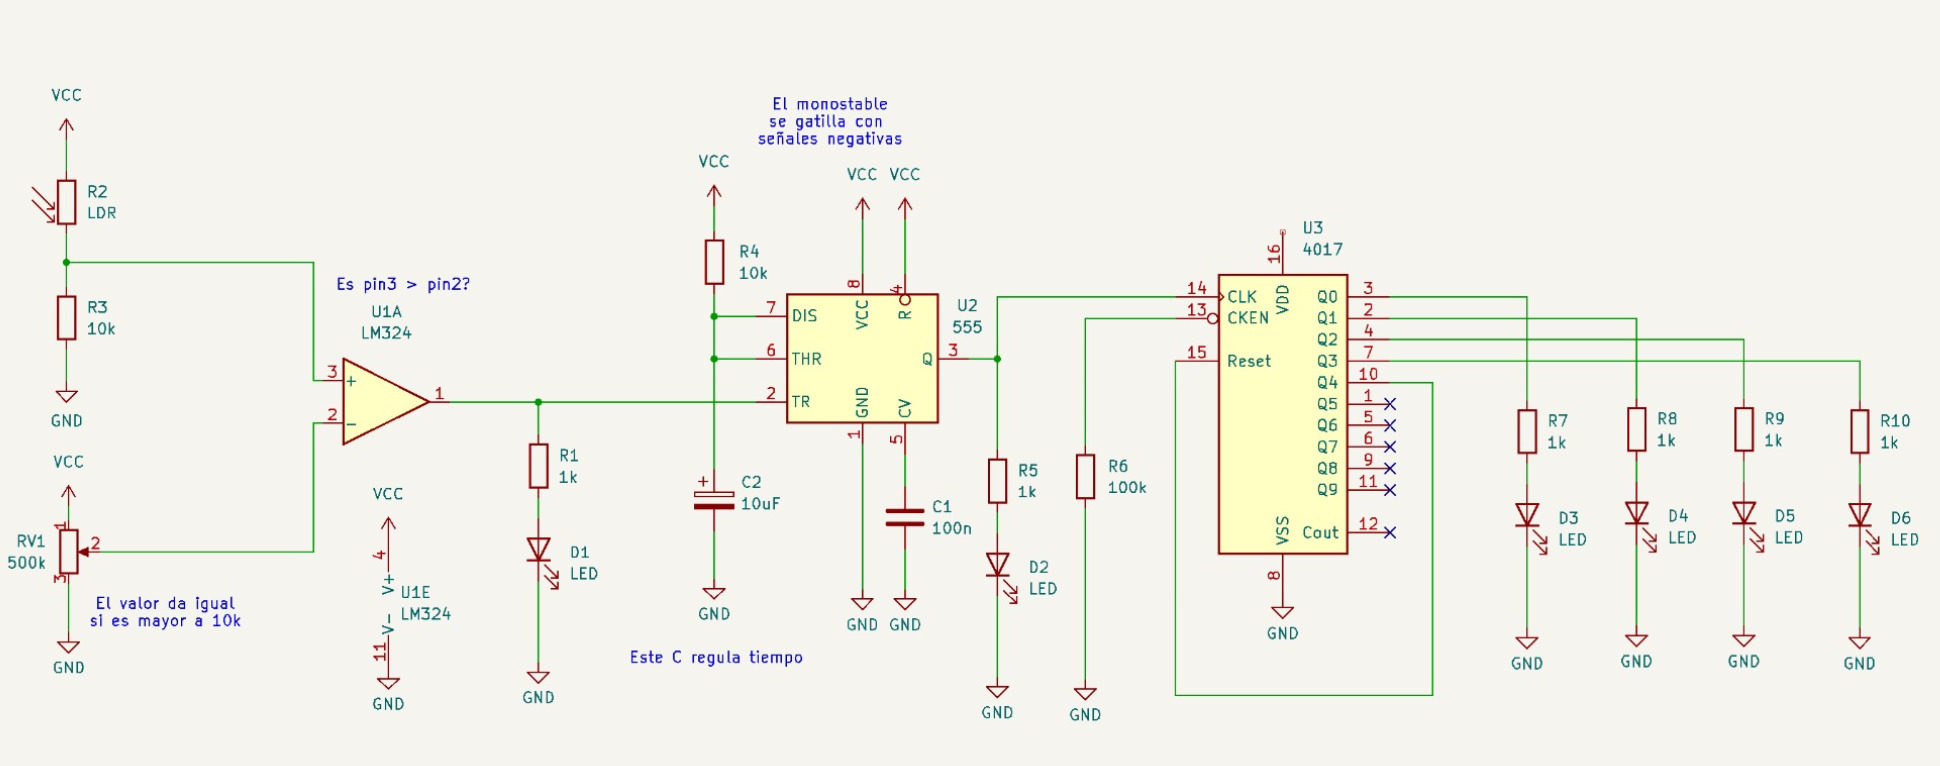 VCC
R2
LDR
R3
10k
GND
VCC
RV1
500k
1
2
3
GND
El valor da igual
si es mayor a 10k
Es pin3 > pin2?
U1A
LM324
3
+
2
-
1
VCC
4
V+
U1E
LM324
V-
11
GND
R1
1k
D1
LED
GND
El monostable
se gatilla con
señales negativas
VCC
R4
10k
+
C2
10uF
GND
Este C regula tiempo
VCC
VCC
8
4
U2
555
7
DIS
VCC
R
6
THR
Q
3
2
TR
GND
CV
1
5
C1
100n
GND
GND
R5
1k
D2
LED
GND
R6
100k
GND
U3
4017
16
VDD
14
CLK
13
CKEN
15
Reset
Q0
3
Q1
2
Q2
4
Q3
7
Q4
10
Q5
1
Q6
5
Q7
6
Q8
9
Q9
11
Cout
12
VSS
8
GND
R7
1k
D3
LED
GND
R8
1k
D4
LED
GND
R9
1k
D5
LED
GND
R10
1k
D6
LED
GND